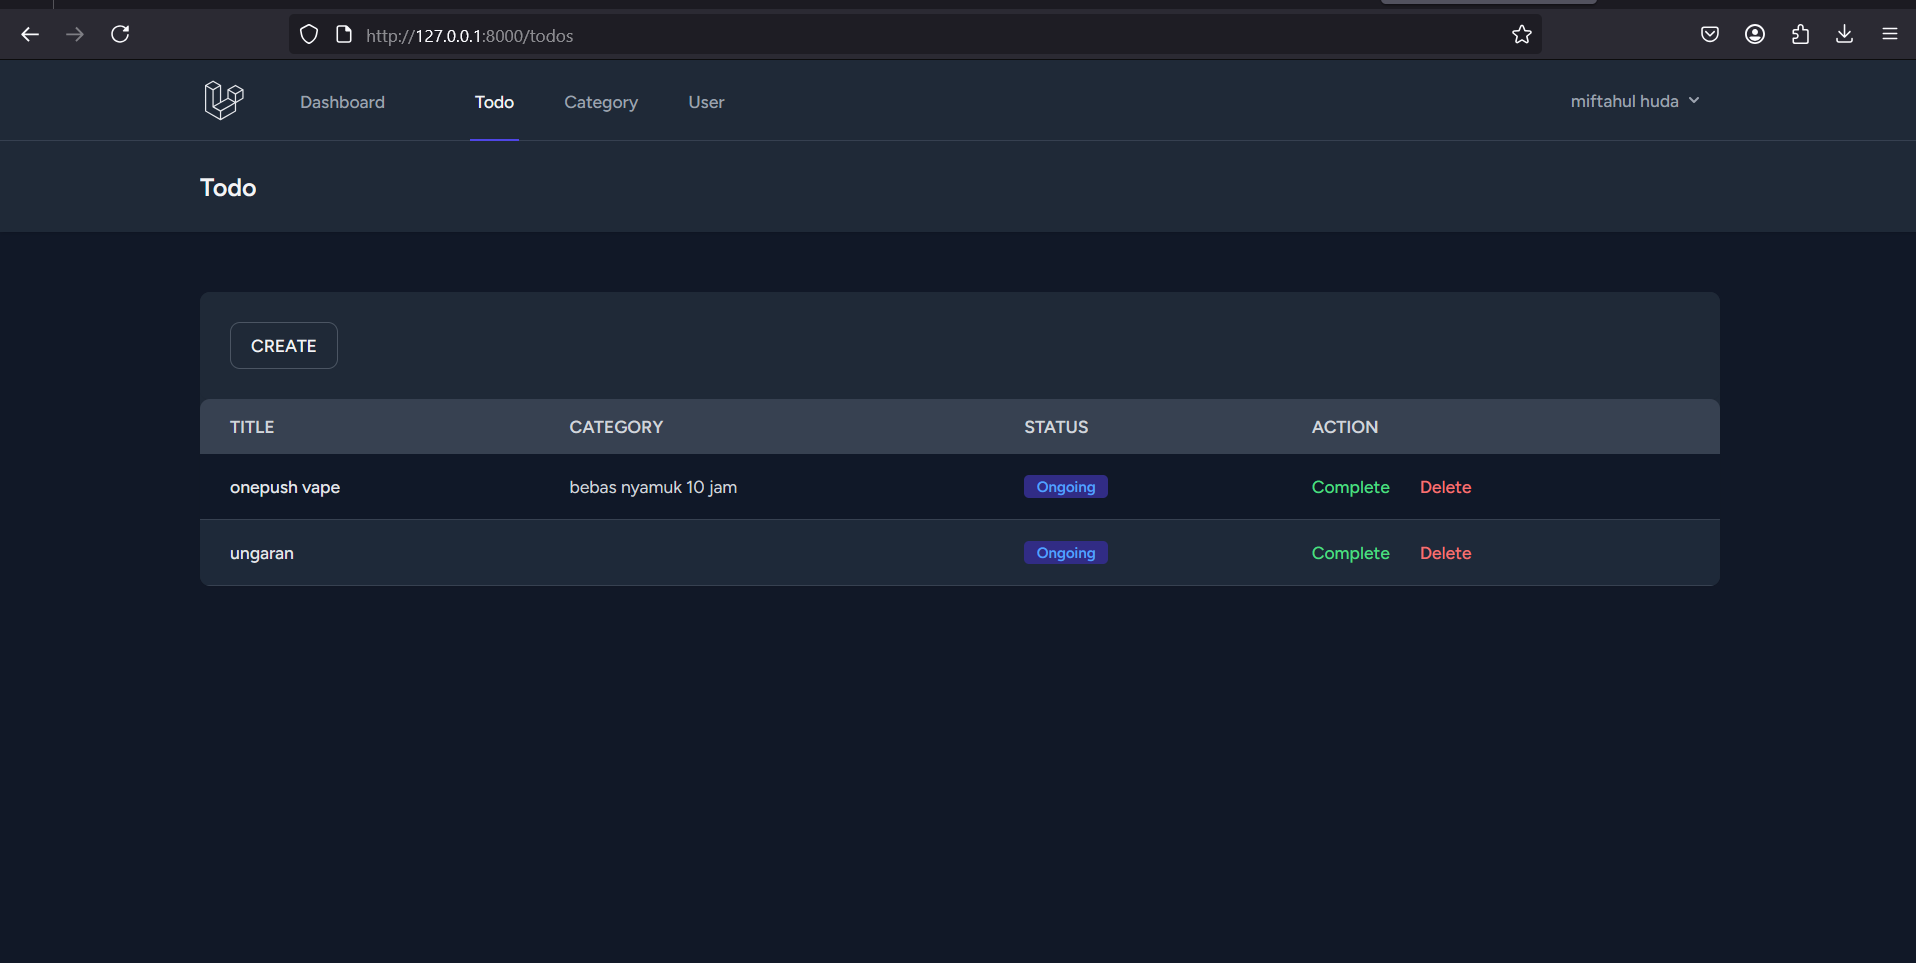 http://127.0.0.1:8000/todos
Dashboard Todo Category User miftahul huda
Todo
CREATE
TITLE CATEGORY STATUS ACTION
onepush vape bebas nyamuk 10 jam Ongoing Complete Delete
ungaran Ongoing Complete Delete